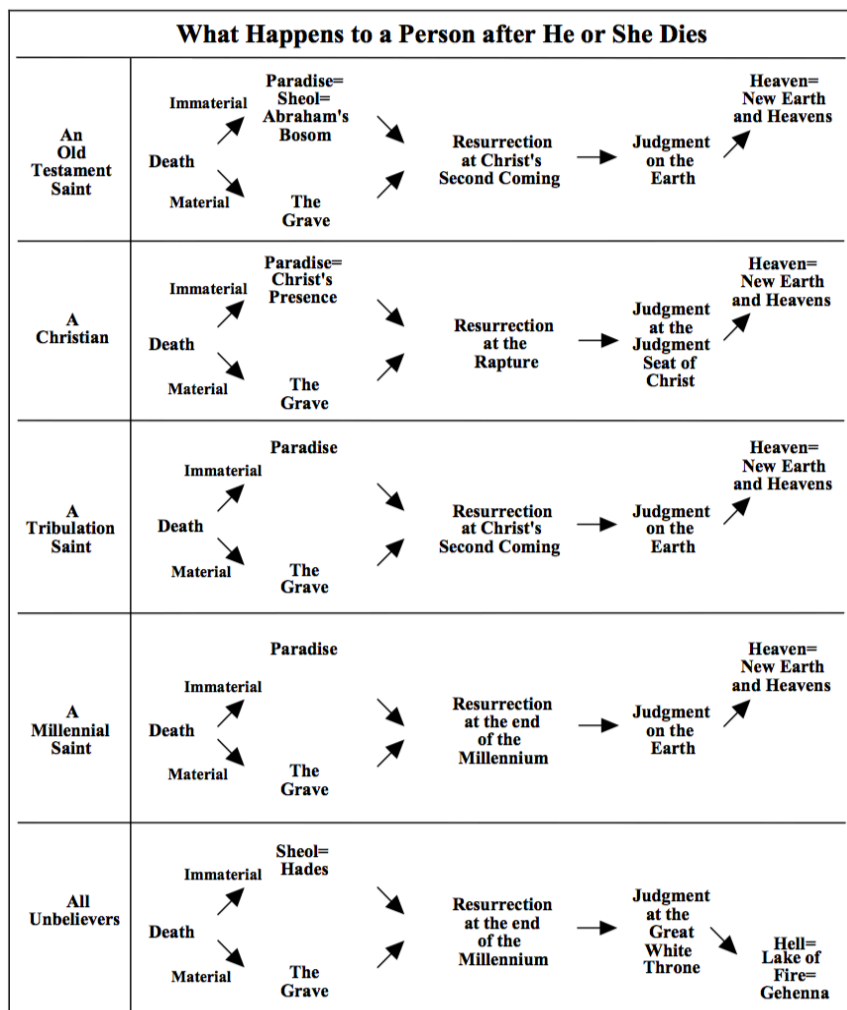 What Happens to a Person after He or She Dies
An
Old
Testament
Saint
Death
Immaterial
Material
Paradise=
Sheol=
Abraham's
Bosom
The
Grave
Resurrection
at Christ's
Second Coming
Judgment
on the
Earth
Heaven=
New Earth
and Heavens
A
Christian
Death
Immaterial
Material
Paradise=
Christ's
Presence
The
Grave
Resurrection
at the
Rapture
Judgment
at the
Judgment
Seat of
Christ
Heaven=
New Earth
and Heavens
A
Tribulation
Saint
Death
Immaterial
Material
Paradise
The
Grave
Resurrection
at Christ's
Second Coming
Judgment
on the
Earth
Heaven=
New Earth
and Heavens
A
Millennial
Saint
Death
Immaterial
Material
Paradise
The
Grave
Resurrection
at the end
of the
Millennium
Judgment
on the
Earth
Heaven=
New Earth
and Heavens
All
Unbelievers
Death
Immaterial
Material
Sheol=
Hades
The
Grave
Resurrection
at the end
of the
Millennium
Judgment
at the
Great
White
Throne
Hell=
Lake of
Fire=
Gehenna